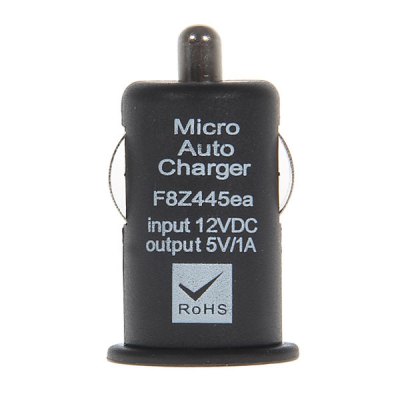 Micro
Auto
Charger
F8Z445ea
input 12VDC
output 5V/1A
RoHS